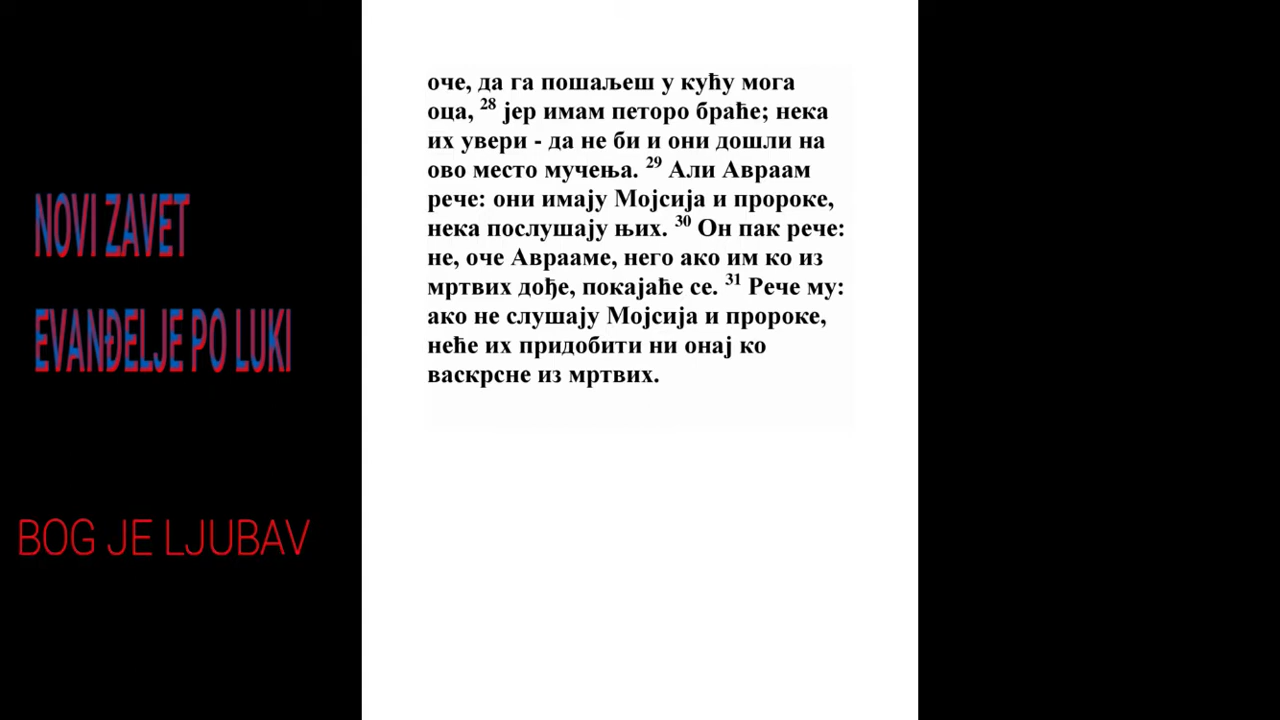 NOVI ZAVET
EVANĐELJE PO LUKI
BOG JE LJUBAV
оче, да га пошаљеш у кућу мога
оца, 28 јер имам петоро браће; нека
их увери - да не би и они дошли на
ово место мучења. 29 Али Авраам
рече: они имају Мојсија и пророке,
нека послушају њих. 30 Он пак рече:
не, оче Аврааме, него ако им ко из
мртвих дође, покајаће се. 31 Рече му:
ако не слушају Мојсија и пророке,
неће их придобити ни онај ко
васкрсне из мртвих.